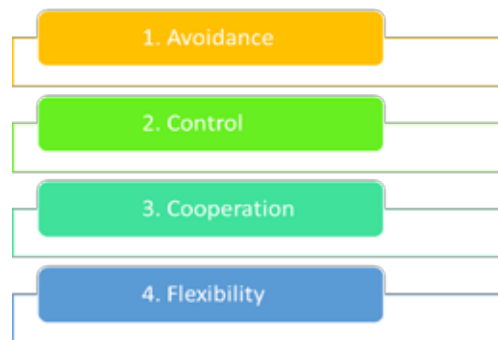 1. Avoidance
2. Control
3. Cooperation
4. Flexibility